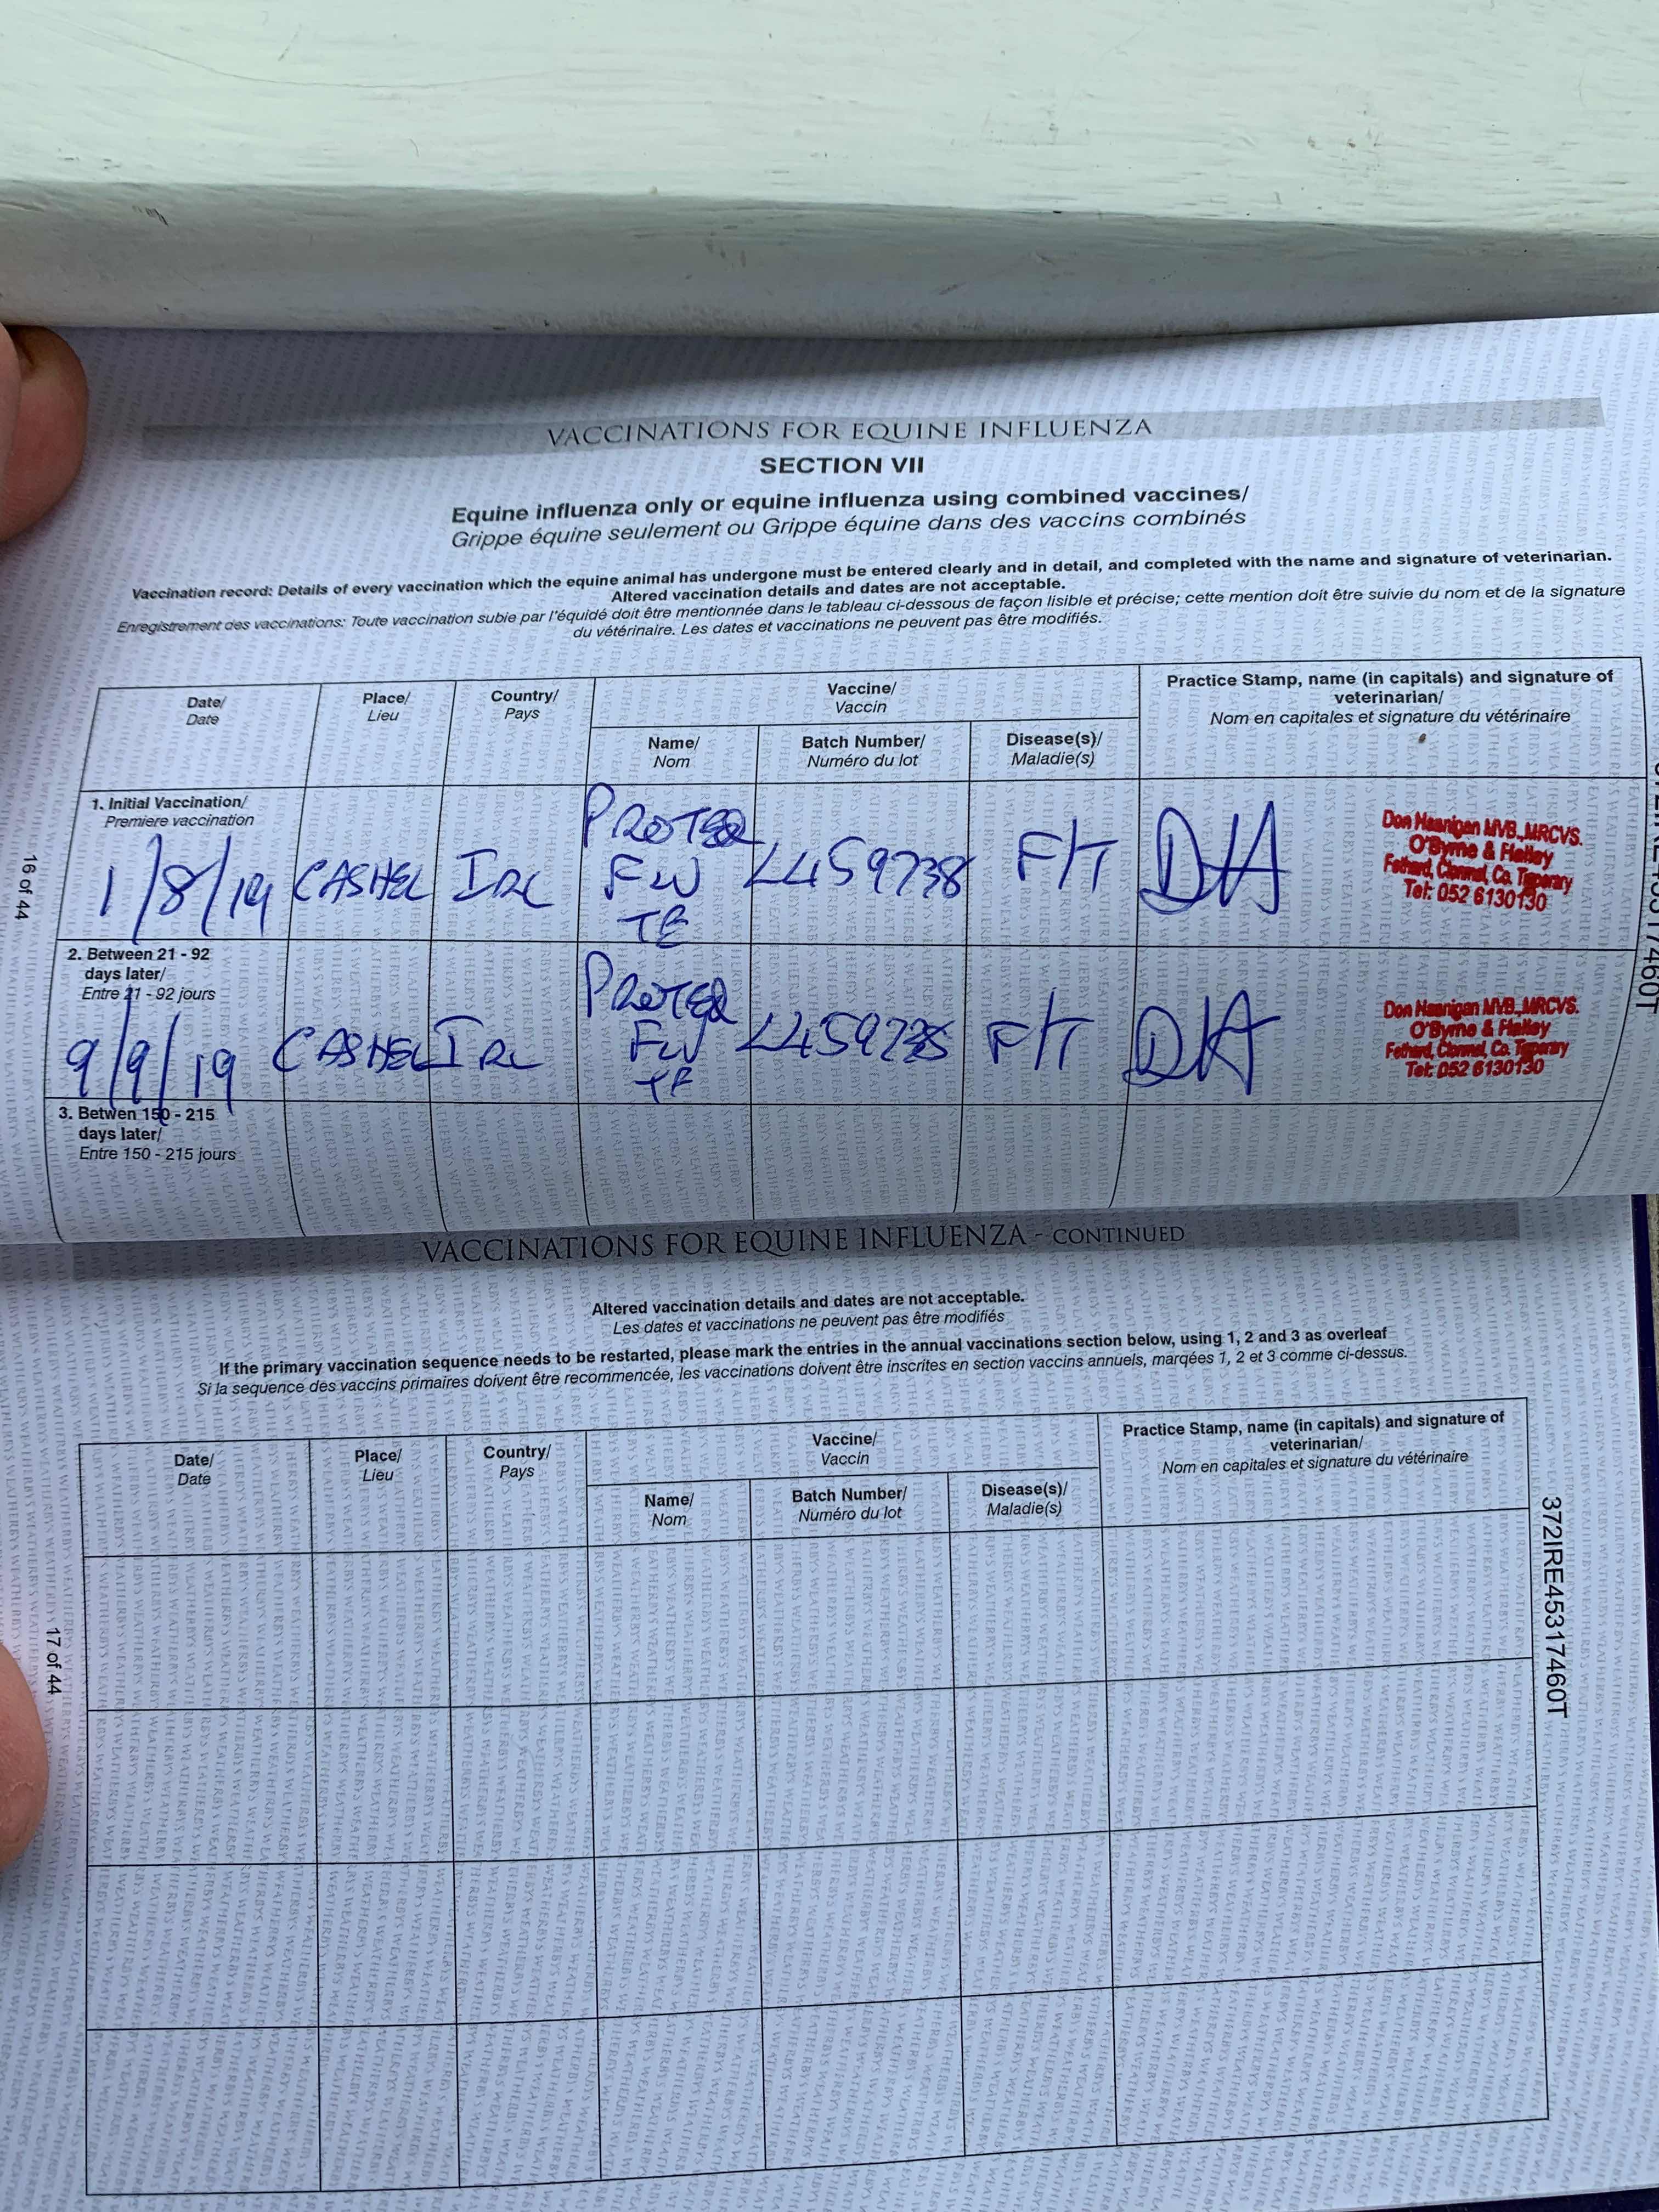 VACCINATIONS FOR EQUINE INFLUENZA
SECTION VII
Equine influenza only or equine influenza using combined vaccines/
Grippe équine seulement ou Grippe équine dans des vaccins combinés
Vaccination record: Details of every vaccination which the equine animal has undergone must be entered clearly and in detail, and completed with the name and signature of veterinarian.
Altered vaccination details and dates are not acceptable.
Enregistrement des vaccinations: Toute vaccination subie par l'équidé doit être mentionnée dans le tableau ci-dessous de façon lisible et précise; cette mention doit être suivie du nom et de la signature
du vétérinaire. Les dates et vaccinations ne peuvent pas être modifiés.
Date/
Date
Place/
Lieu
Country/
Pays
Vaccine/
Vaccin
Name/
Nom
Batch Number/
Numéro du lot
Disease(s)/
Maladie(s)
Practice Stamp, name (in capitals) and signature of
veterinarian/
Nom en capitales et signature du vétérinaire
1. Initial Vaccination/
Premiere vaccination
1/8/19 CASHEL IRL
PROTEQ
FLU
TE
L459738
F/T
DH
Don Hannigan MVB., MRCVS.
O'Byrne & Halley
Fethard, Clonmel, Co. Tipperary
Tel: 052 6130130
2. Between 21 - 92
days later/
Entre 21 - 92 jours
9/9/19 CASHEL IRL
PROTEQ
FLU
TE
F/T
DH
Don Hannigan MVB., MRCVS.
O'Byrne & Halley
Fethard, Clonmel, Co. Tipperary
Tel: 052 6130130
3. Betwen 150 - 215
days later/
Entre 150 - 215 jours
16 of 44
VACCINATIONS FOR EQUINE INFLUENZA - CONTINUED
Altered vaccination details and dates are not acceptable.
Les dates et vaccinations ne peuvent pas être modifiés
If the primary vaccination sequence needs to be restarted, please mark the entries in the annual vaccinations section below, using 1, 2 and 3 as overleaf
Si la sequence des vaccins primaires doivent être recommencée, les vaccinations doivent être inscrites en section vaccins annuels, marqées 1, 2 et 3 comme ci-dessus.
Date/
Date
Place/
Lieu
Country/
Pays
Vaccine/
Vaccin
Name/
Nom
Batch Number/
Numéro du lot
Disease(s)/
Maladie(s)
Practice Stamp, name (in capitals) and signature of
veterinarian/
Nom en capitales et signature du vétérinaire
17 of 44
372IRE45317460T